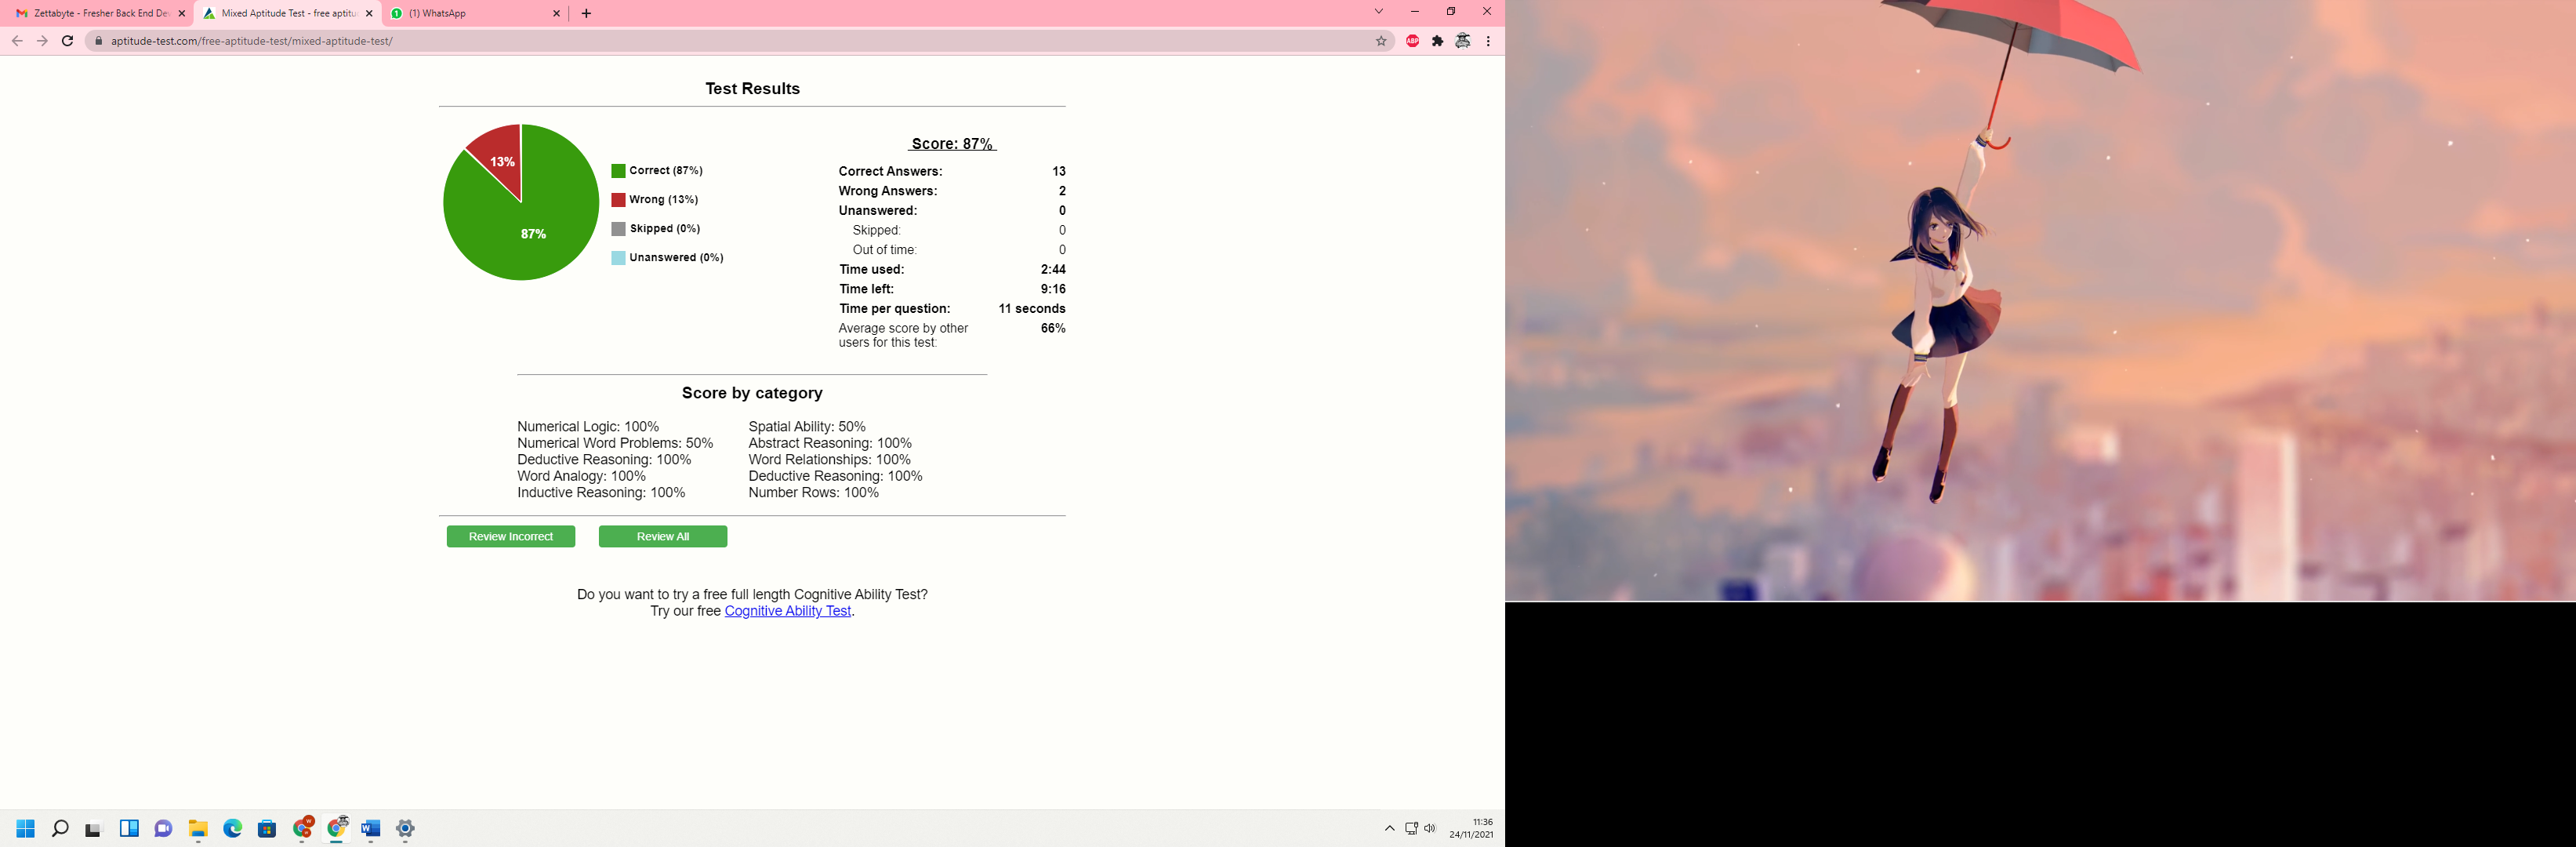 Zettabyte - Fresher Back End De
Mixed Aptitude Test - free aptitu
1
(1) WhatsApp
aptitude-test.com/free-aptitude-test/mixed-aptitude-test/
ABP
Test Results
13%
87%
Correct (87%)
Wrong (13%)
Skipped (0%)
Unanswered (0%)
Score: 87%
Correct Answers: 13
Wrong Answers: 2
Unanswered: 0
Skipped: 0
Out of time: 0
Time used: 2:44
Time left: 9:16
Time per question: 11 seconds
Average score by other 66%
users for this test:
Score by category
Numerical Logic: 100%
Numerical Word Problems: 50%
Deductive Reasoning: 100%
Word Analogy: 100%
Inductive Reasoning: 100%
Spatial Ability: 50%
Abstract Reasoning: 100%
Word Relationships: 100%
Deductive Reasoning: 100%
Number Rows: 100%
Review Incorrect
Review All
Do you want to try a free full length Cognitive Ability Test?
Try our free Cognitive Ability Test.
W
11:36
24/11/2021